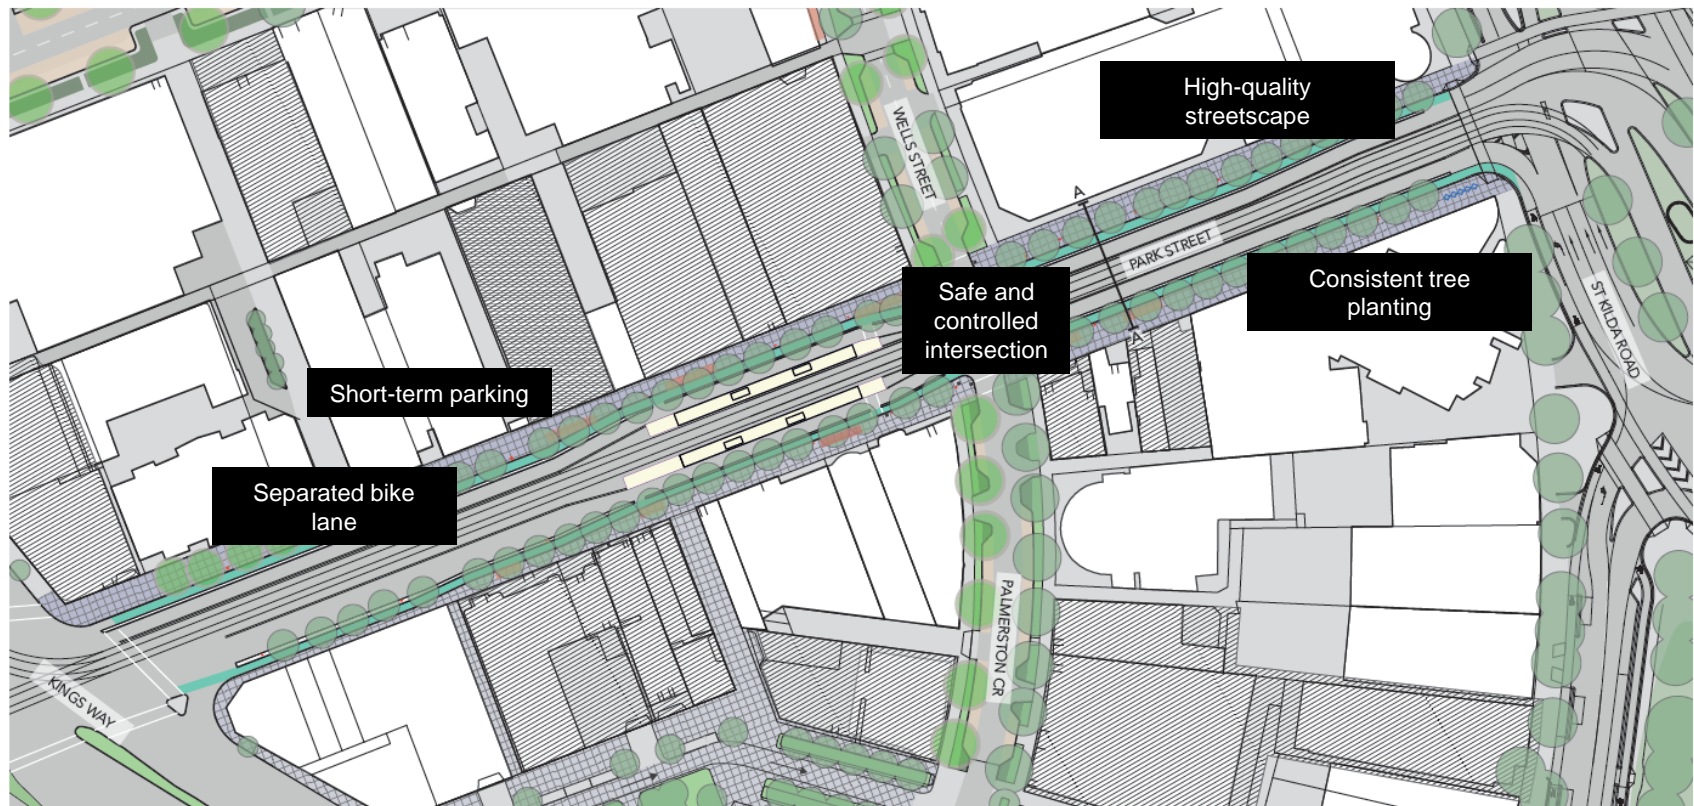 High-quality
streetscape
WELLS STREET
A
PARK STREET
Safe and
controlled
intersection
Consistent tree
planting
ST KILDA ROAD
A
Short-term parking
Separated bike
lane
PALMERSTON CR
KINGS WAY